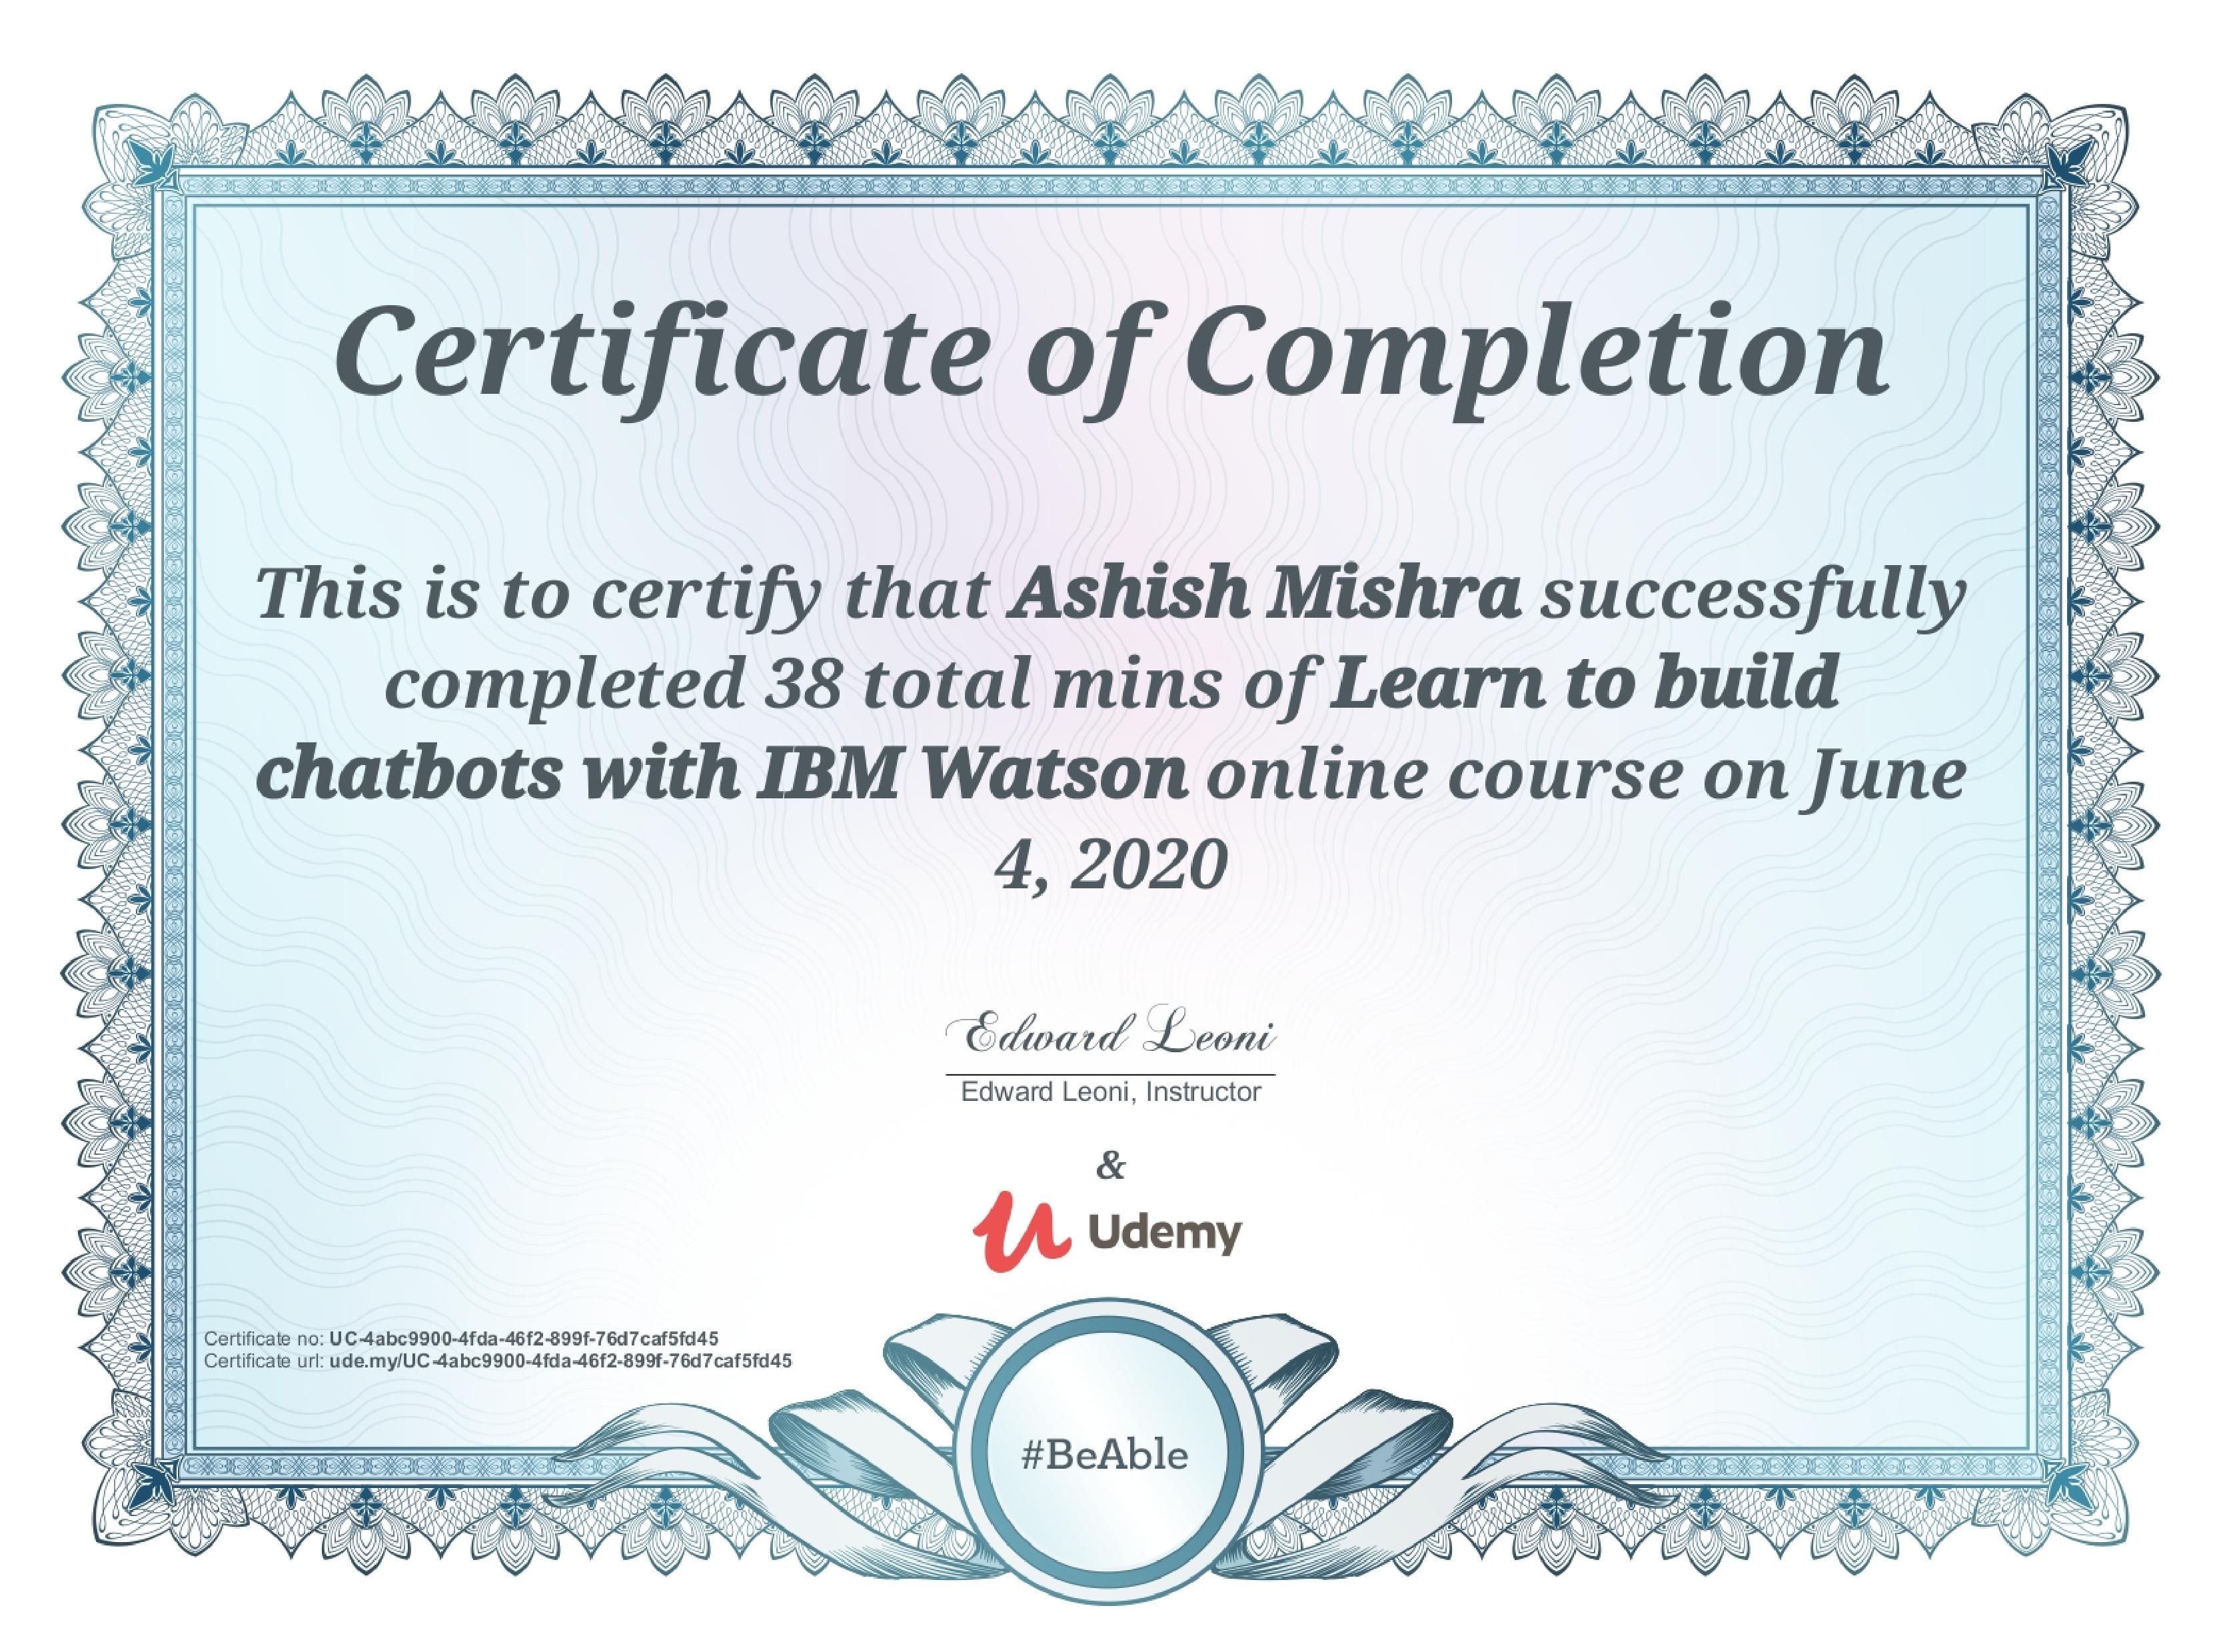 Certificate of Completion
This is to certify that Ashish Mishra successfully
completed 38 total mins of Learn to build
chatbots with IBM Watson online course on June
4, 2020
Edward Leoni
Edward Leoni, Instructor
&
Udemy
Certificate no: UC-4abc9900-4fda-46f2-899f-76d7caf5fd45
Certificate url: ude.my/UC-4abc9900-4fda-46f2-899f-76d7caf5fd45
#BeAble